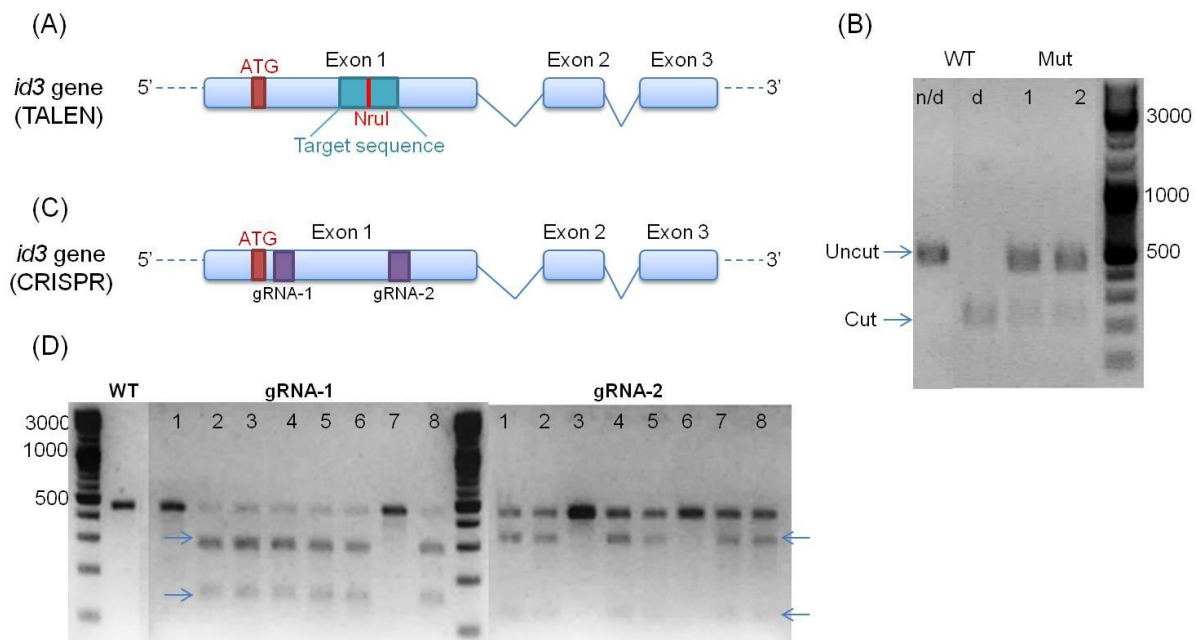 (A)
ATG Exon 1 Exon 2 Exon 3
id3 gene 5’ 3’
(TALEN)
NruI
Target sequence
(B)
WT Mut
n/d d 1 2
3000
1000
Uncut 500
Cut
(C)
ATG Exon 1 Exon 2 Exon 3
id3 gene 5’ 3’
(CRISPR)
gRNA-1 gRNA-2
(D)
WT gRNA-1 gRNA-2
3000 1 2 3 4 5 6 7 8 1 2 3 4 5 6 7 8
1000
500